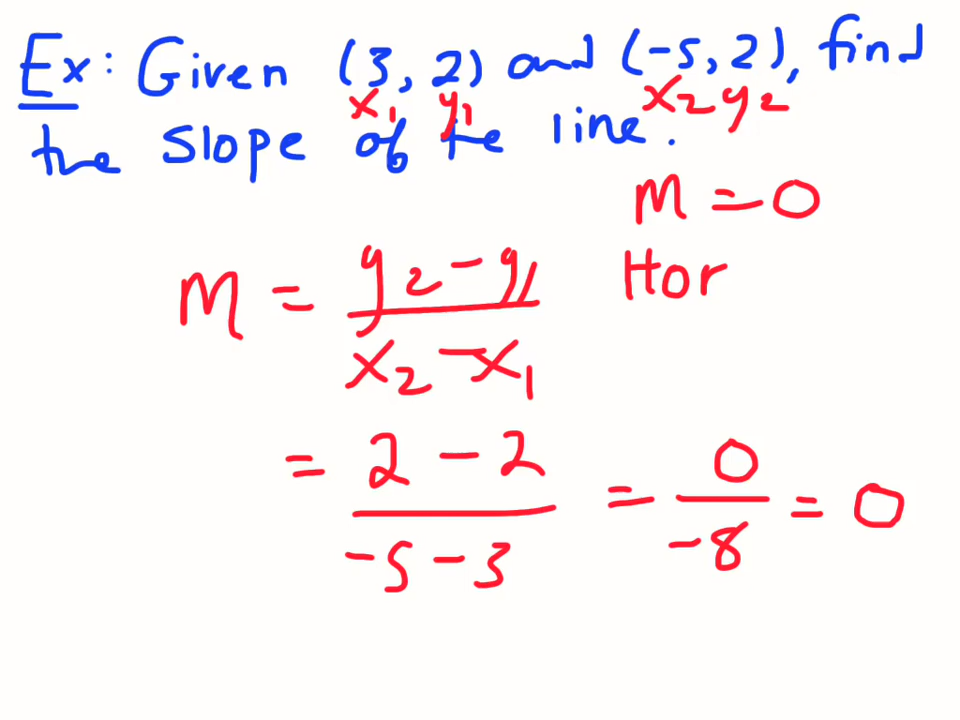 Ex: Given (3, 2) and (-5, 2), find
x₁ y₁ x₂ y₂
the slope of the line.
M = 0
Hor
M = y₂ - y₁ / x₂ - x₁
= 2 - 2 / -5 - 3 = 0 / -8 = 0